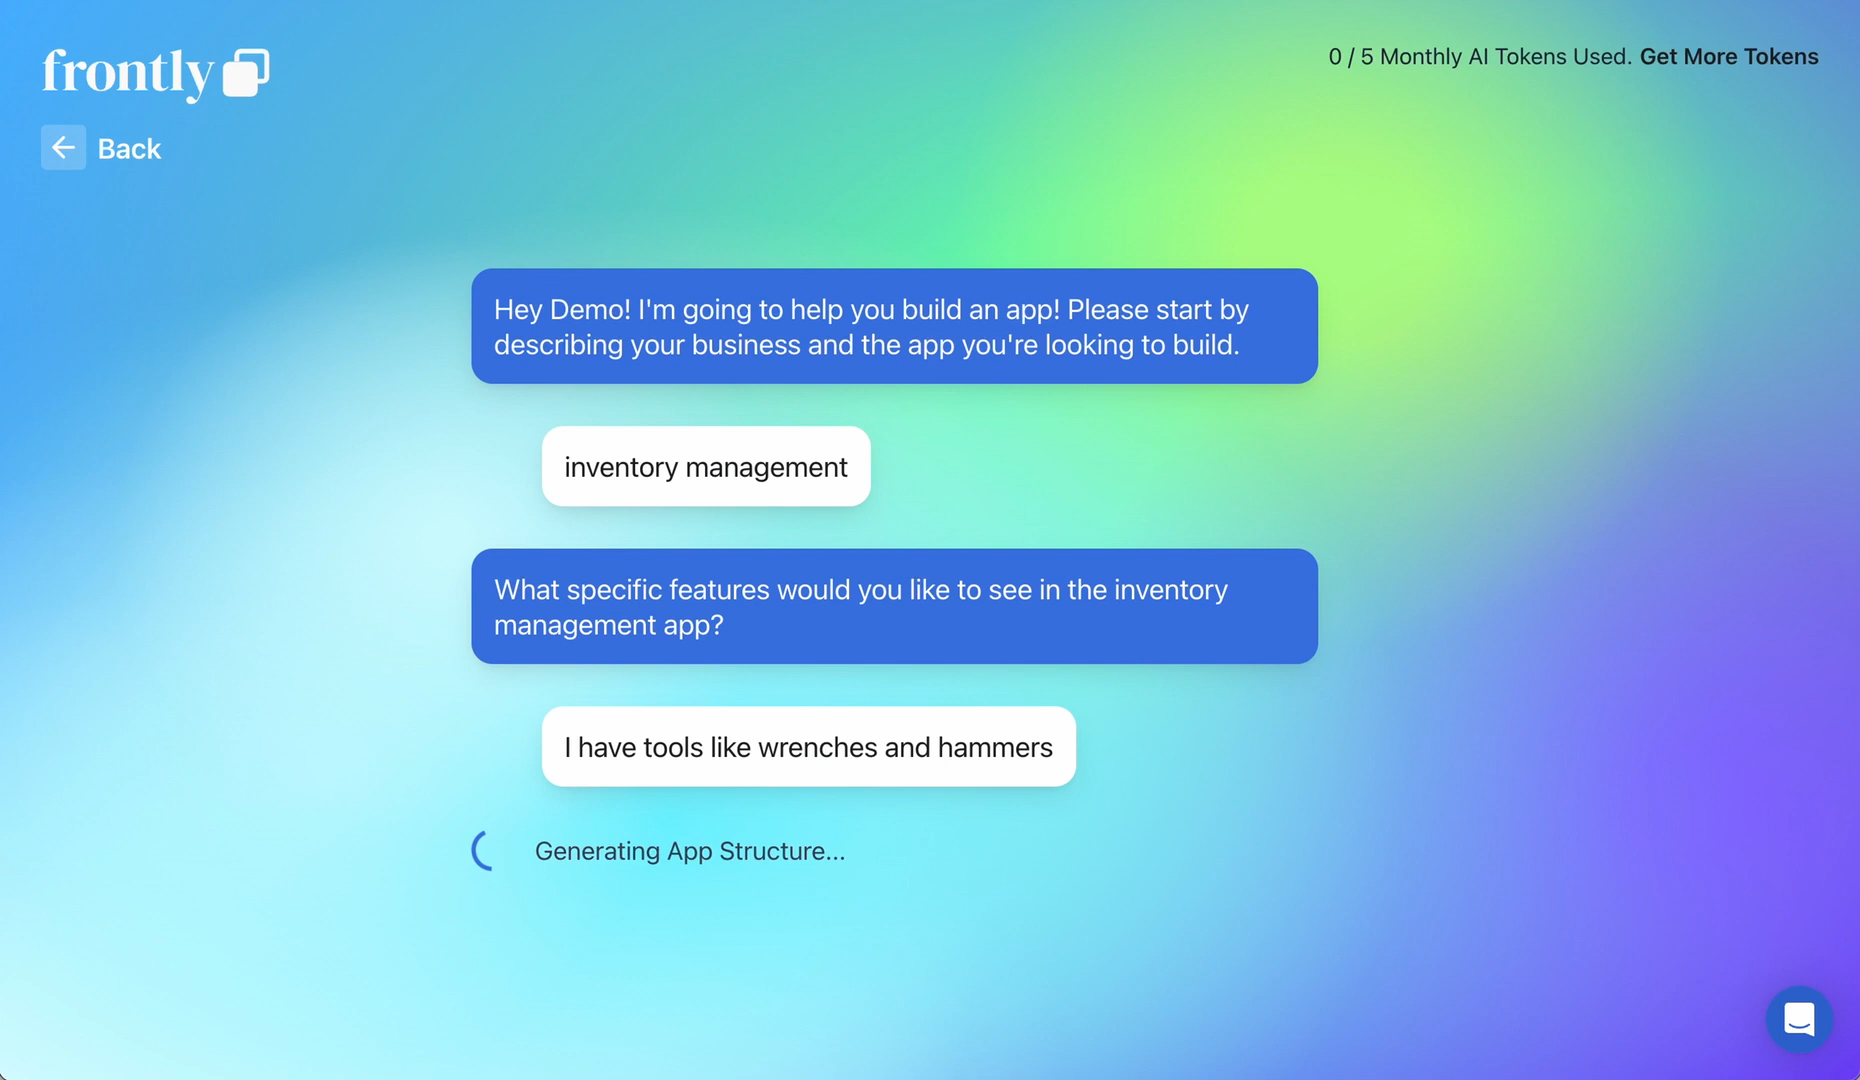 frontly
0 / 5 Monthly AI Tokens Used. Get More Tokens
Back
Hey Demo! I'm going to help you build an app! Please start by
describing your business and the app you're looking to build.
inventory management
What specific features would you like to see in the inventory
management app?
I have tools like wrenches and hammers
Generating App Structure...